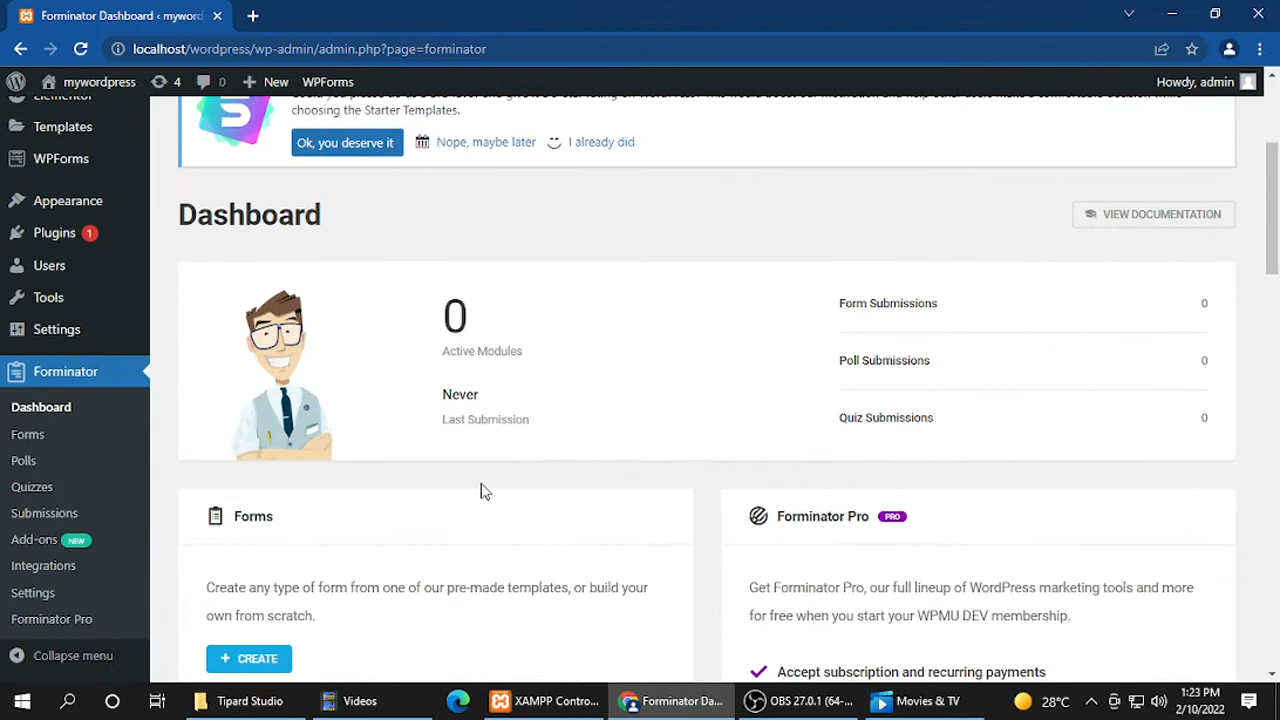 Forminator Dashboard ‹ myword
localhost/wordpress/wp-admin/admin.php?page=forminator
mywordpress 4 0 New WPForms Howdy, admin
Templates
WPForms
Appearance
Plugins 1
Users
Tools
Settings
Forminator
Dashboard
Forms
Polls
Quizzes
Submissions
Add-ons NEW
Integrations
Settings
Forminator Pro
Collapse menu
choosing the Starter Templates.
Ok, you deserve it Nope, maybe later I already did
Dashboard
VIEW DOCUMENTATION
0
Active Modules
Never
Last Submission
Form Submissions 0
Poll Submissions 0
Quiz Submissions 0
Forms
Create any type of form from one of our pre-made templates, or build your
own from scratch.
+ CREATE
Forminator Pro PRO
Get Forminator Pro, our full lineup of WordPress marketing tools and more
for free when you start your WPMU DEV membership.
Accept subscription and recurring payments
Tipard Studio Videos XAMPP Contro... Forminator Da... OBS 27.0.1 (64-... Movies & TV 28°C
1:23 PM
2/10/2022